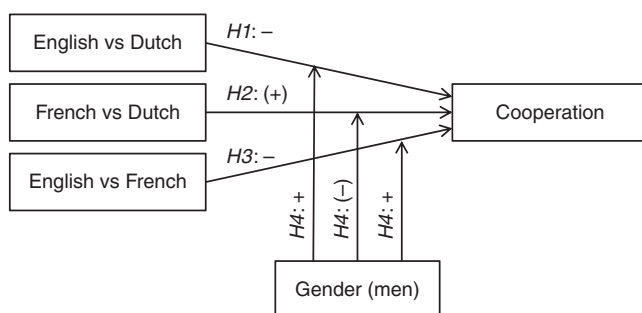 English vs Dutch
H1: –
French vs Dutch
H2: (+)
Cooperation
English vs French
H3: –
H4: +
H4: (–)
H4: +
Gender (men)